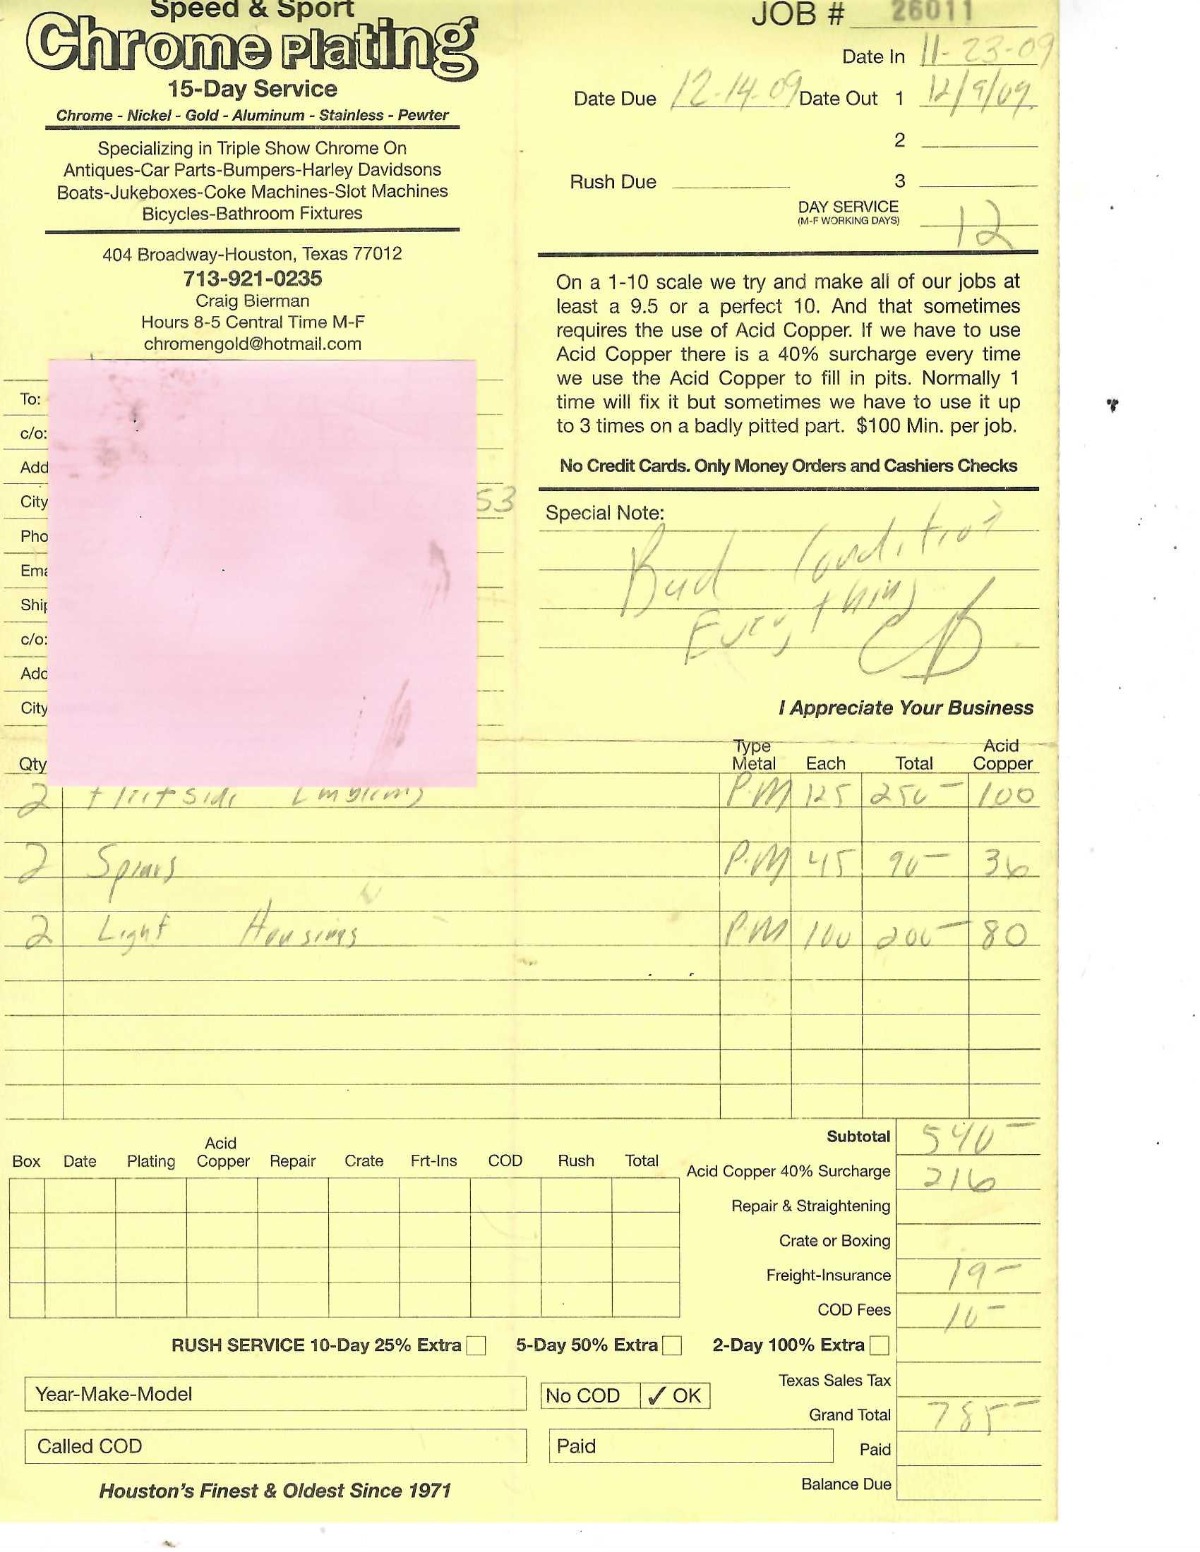 Speed & Sport
Chrome Plating
15-Day Service
Chrome - Nickel - Gold - Aluminum - Stainless - Pewter
Specializing in Triple Show Chrome On
Antiques-Car Parts-Bumpers-Harley Davidsons
Boats-Jukeboxes-Coke Machines-Slot Machines
Bicycles-Bathroom Fixtures
404 Broadway-Houston, Texas 77012
713-921-0235
Craig Bierman
Hours 8-5 Central Time M-F
chromengold@hotmail.com
JOB # 26011
Date In 11-23-09
Date Due 12-14-09 Date Out 1 12/9/09
2
Rush Due 3
DAY SERVICE
(M-F WORKING DAYS) 12
On a 1-10 scale we try and make all of our jobs at
least a 9.5 or a perfect 10. And that sometimes
requires the use of Acid Copper. If we have to use
Acid Copper there is a 40% surcharge every time
we use the Acid Copper to fill in pits. Normally 1
time will fix it but sometimes we have to use it up
to 3 times on a badly pitted part. $100 Min. per job.
No Credit Cards. Only Money Orders and Cashiers Checks
To:
c/o:
Add
City 53
Pho
Ema
Ship
c/o:
Add
City
Special Note:
Bad Condition
Everything
CB
I Appreciate Your Business
Qty Type Metal Each Total Acid Copper
2 Fleetside Emblems P.M 125 250- 100
2 Spears P.M 45 90- 36
2 Light Housings P.M 100 200- 80
Subtotal 540-
Acid Copper 40% Surcharge 216
Repair & Straightening
Crate or Boxing
Freight-Insurance 19-
COD Fees 10-
Box Date Plating Acid Copper Repair Crate Frt-Ins COD Rush Total
RUSH SERVICE 10-Day 25% Extra 5-Day 50% Extra 2-Day 100% Extra
Texas Sales Tax
Year-Make-Model
No COD ✓ OK
Grand Total 785-
Called COD
Paid
Paid
Balance Due
Houston's Finest & Oldest Since 1971